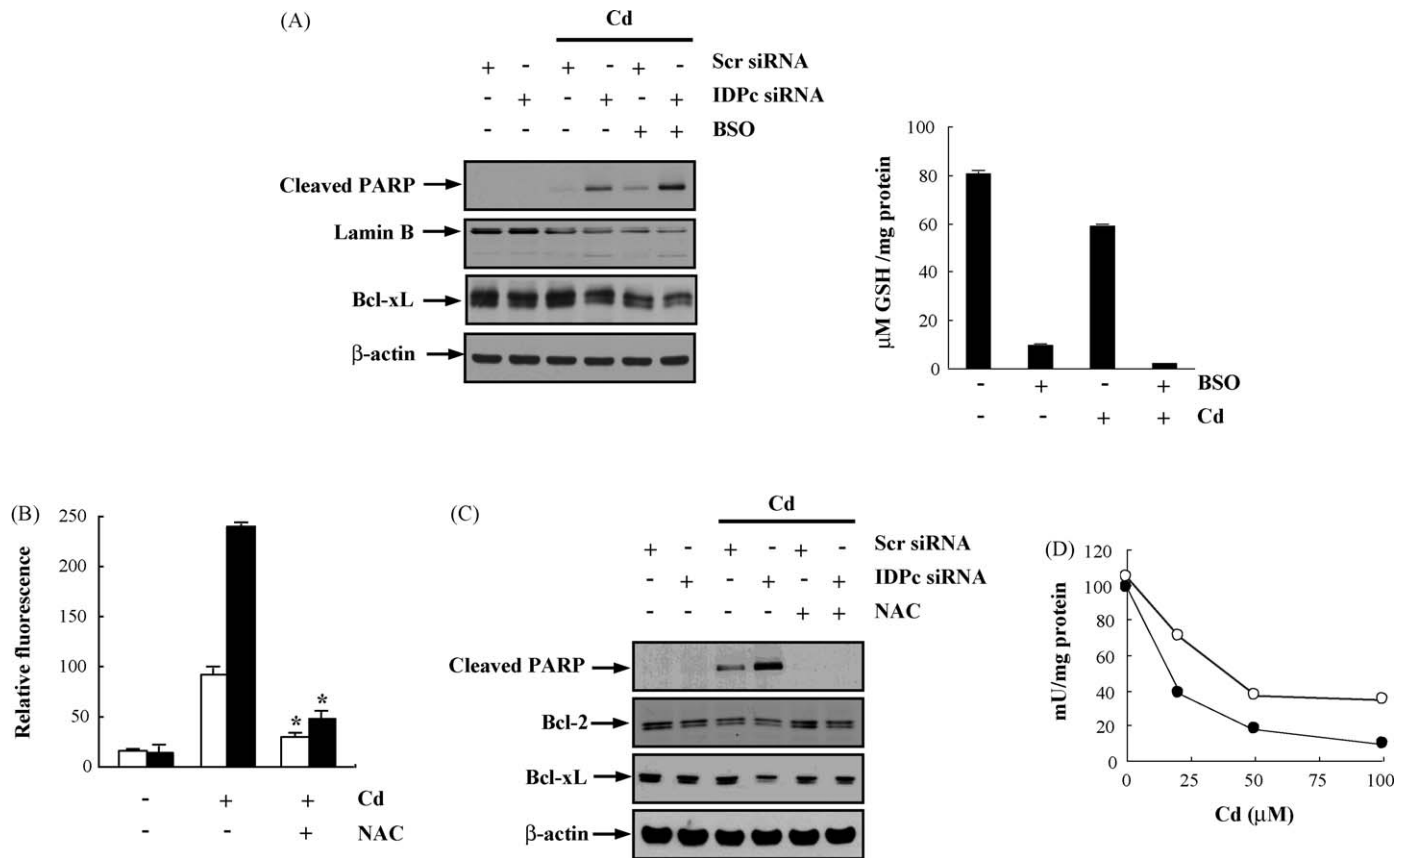 (A)
Cd
+ - + - + - Scr siRNA
- + - + - + IDPc siRNA
- - - - + + BSO
Cleaved PARP
Lamin B
Bcl-xL
β-actin
μM GSH /mg protein
100
80
60
40
20
0
- + - + BSO
- - + + Cd
(B)
Relative fluorescence
250
200
150
100
50
0
* *
- + + Cd
- - + NAC
(C)
Cd
+ - + - + - Scr siRNA
- + - + - + IDPc siRNA
- - - - + + NAC
Cleaved PARP
Bcl-2
Bcl-xL
β-actin
(D)
mU/mg protein
120
100
80
60
40
20
0
0 25 50 75 100
Cd (μM)